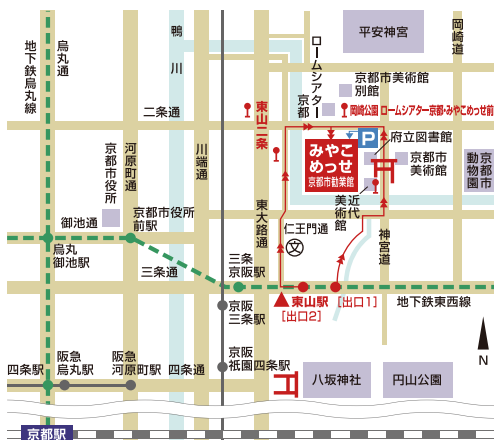 平安神宮
岡崎道
鴨川
烏丸通
地下鉄烏丸線
ロームシアター
京都
京都市美術館
別館
岡崎公園 ロームシアター京都・みやこめっせ前
東山二条
二条通
P
府立図書館
みやこ
めっせ
京都市勧業館
京都市
美術館
京都市
動物園
河原町通
京都市役所
川端通
近代
美術館
御池通
京都市役所
前駅
東大路通
仁王門通
文
神宮道
烏丸
御池駅
三条通
三条
京阪駅
東山駅
[出口1]
[出口2]
地下鉄東西線
京阪
三条駅
N
四条駅
阪急
烏丸駅
阪急
河原町駅
四条通
京阪
祇園四条駅
八坂神社
円山公園
京都駅